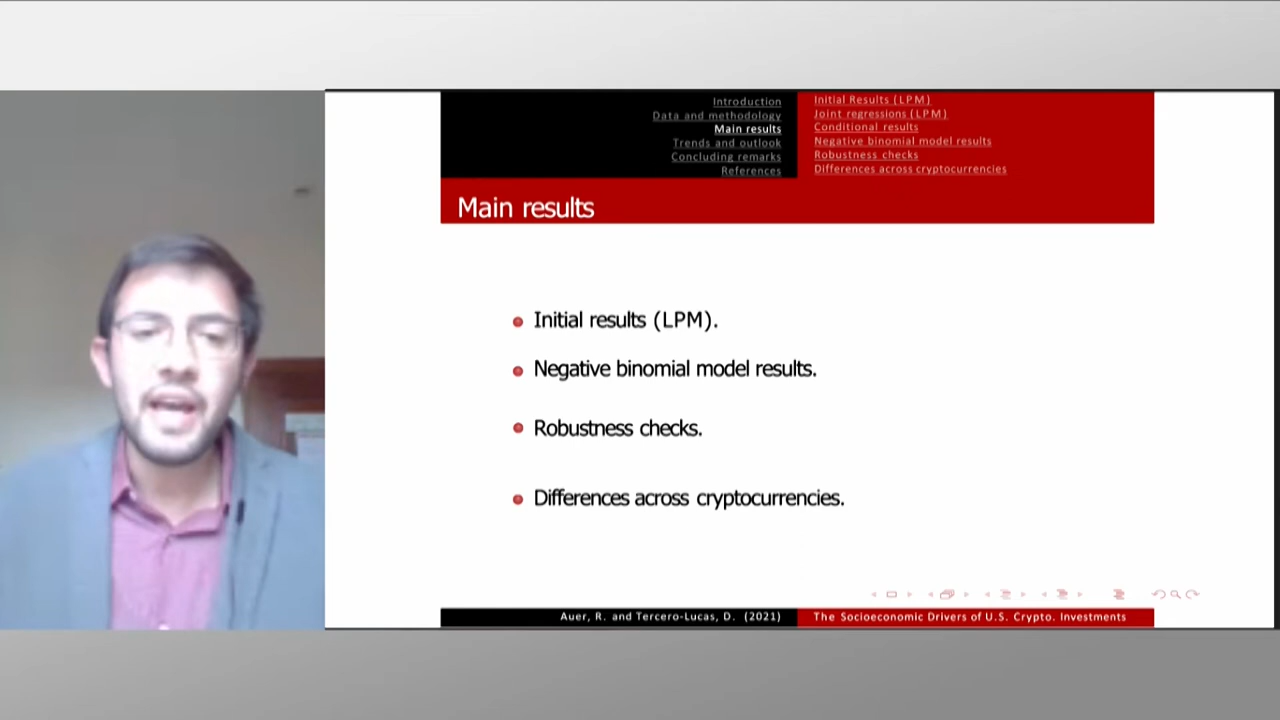 Introduction
Data and methodology
Main results
Trends and outlook
Concluding remarks
References
Initial Results (LPM)
Joint regressions (LPM)
Conditional results
Negative binomial model results
Robustness checks
Differences across cryptocurrencies
Main results
Initial results (LPM).
Negative binomial model results.
Robustness checks.
Differences across cryptocurrencies.
Auer, R. and Tercero-Lucas, D. (2021)
The Socioeconomic Drivers of U.S. Crypto. Investments